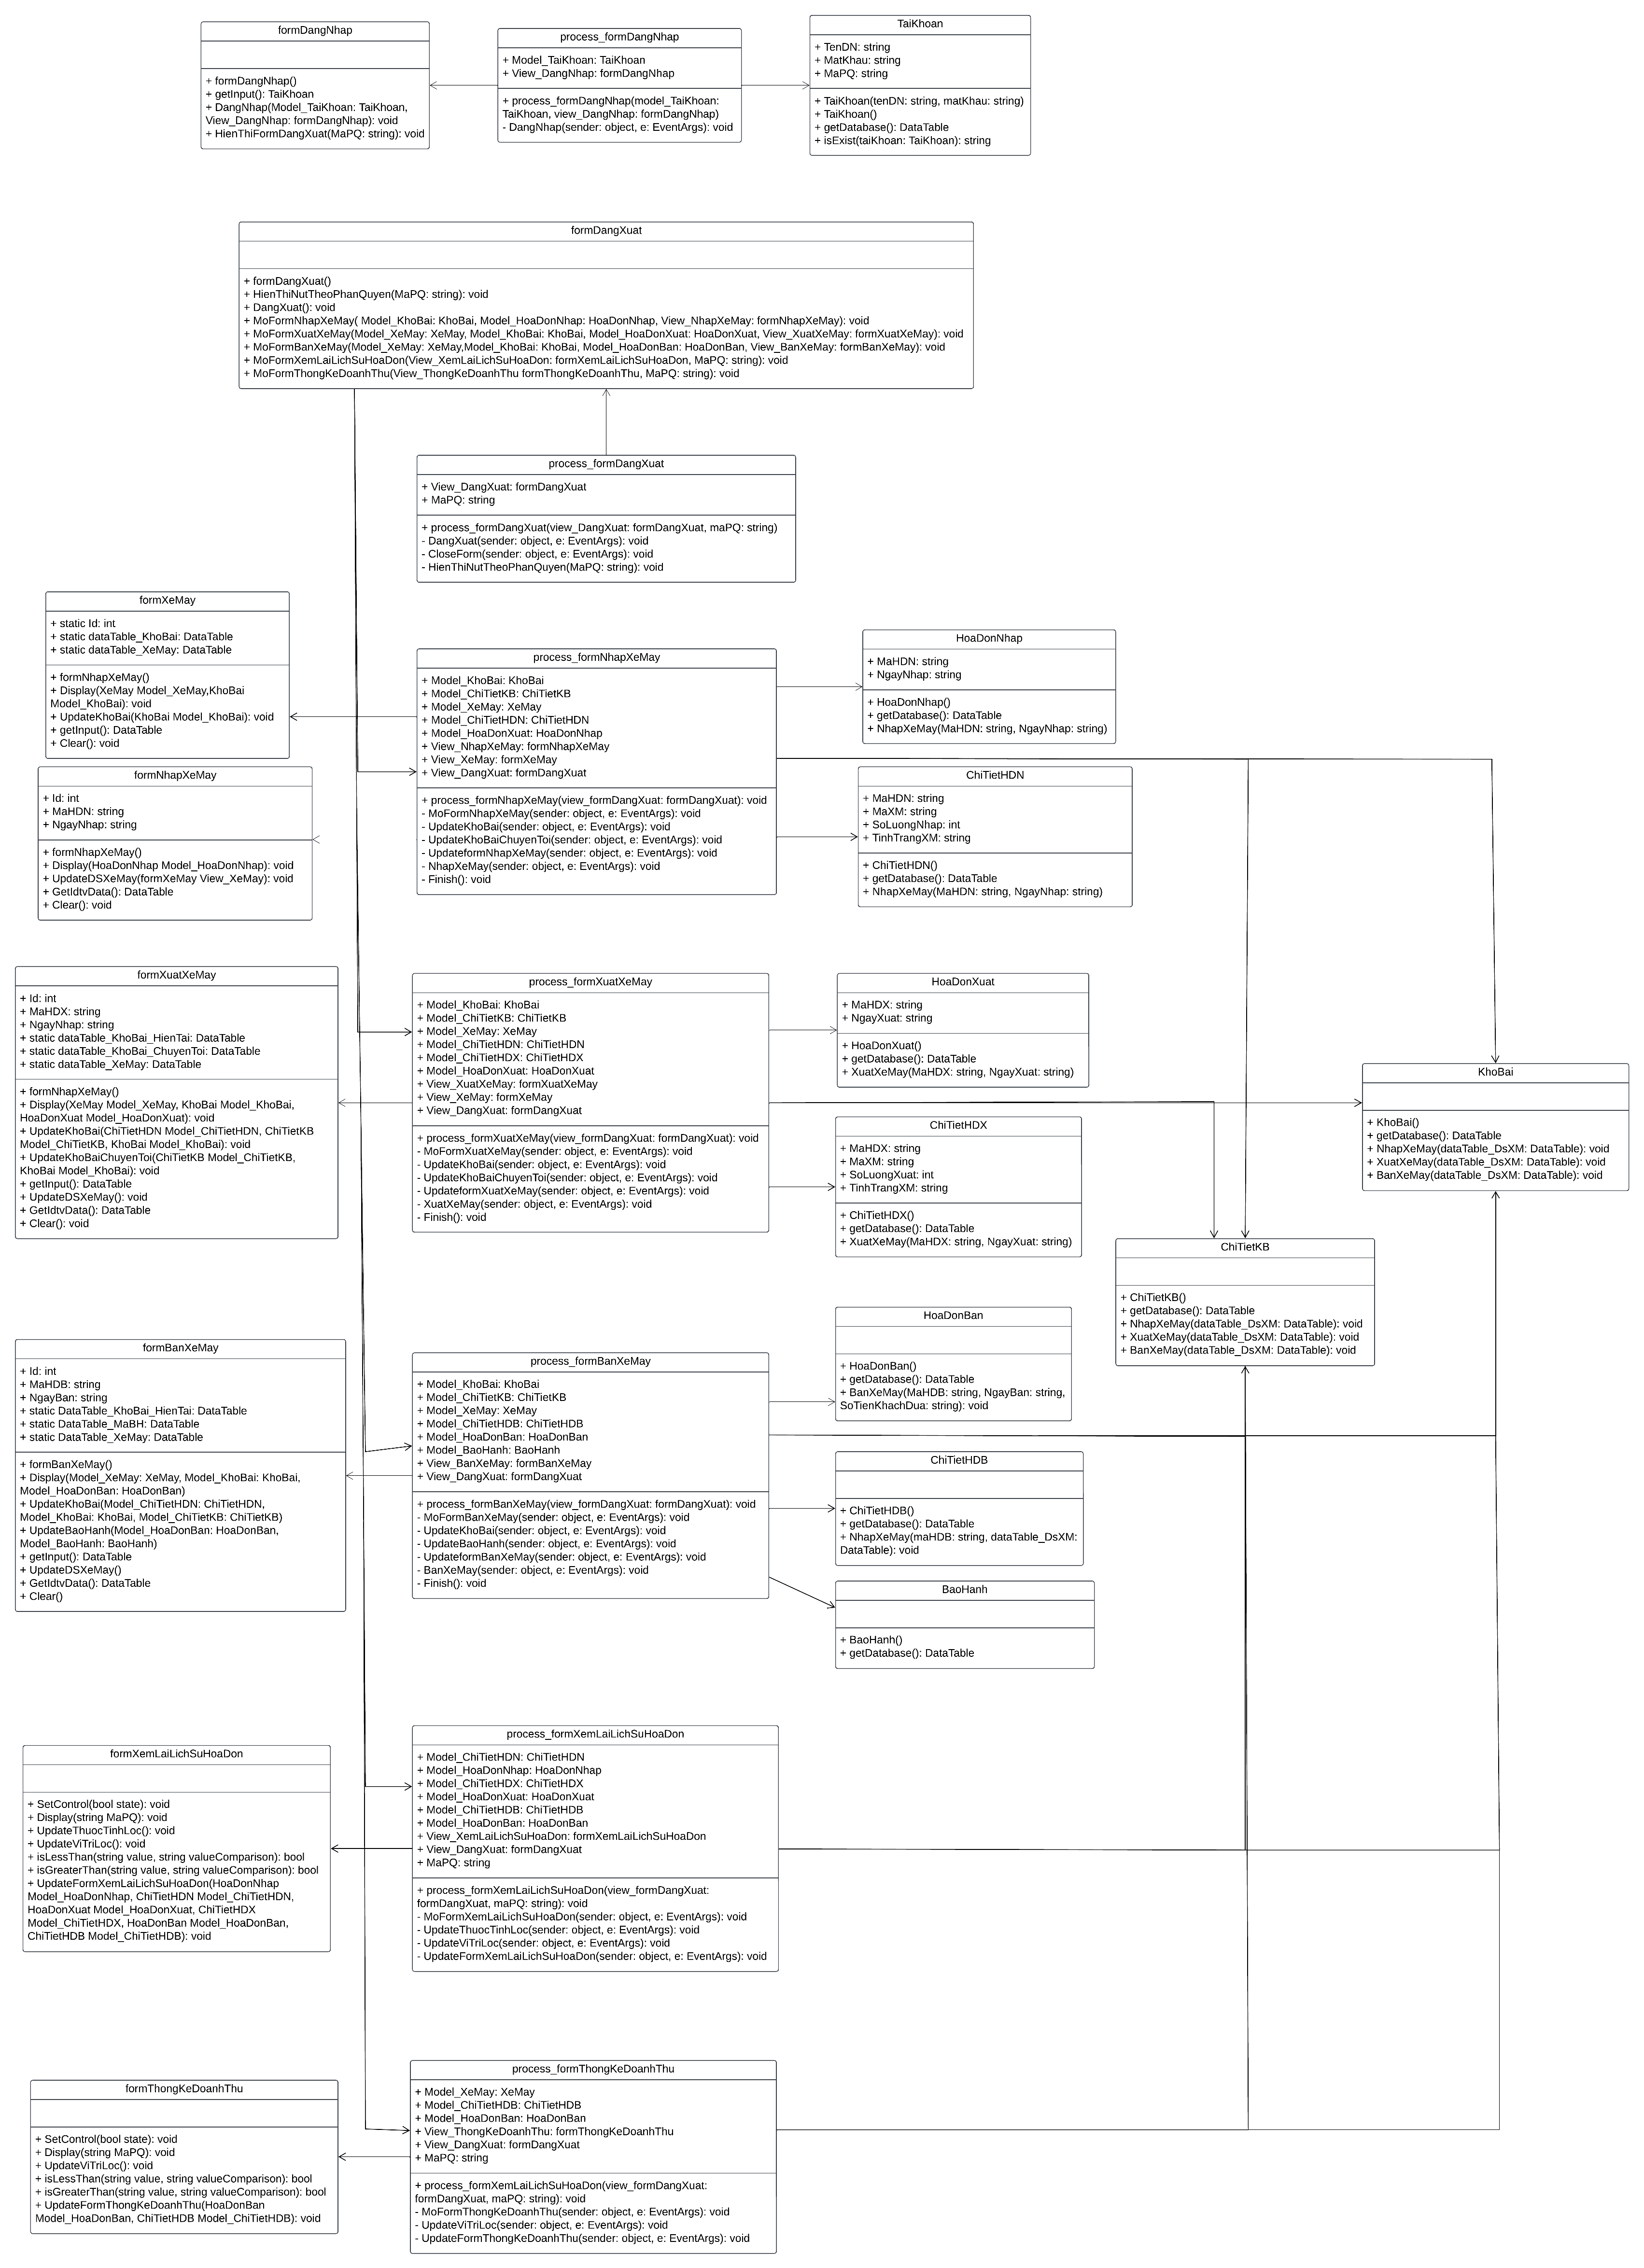 formDangNhap
+ formDangNhap()
+ getInput(): TaiKhoan
+ DangNhap(Model_TaiKhoan: TaiKhoan,
View_DangNhap: formDangNhap): void
+ HienThiFormDangXuat(MaPQ: string): void
process_formDangNhap
+ Model_TaiKhoan: TaiKhoan
+ View_DangNhap: formDangNhap
+ process_formDangNhap(model_TaiKhoan:
TaiKhoan, view_DangNhap: formDangNhap)
- DangNhap(sender: object, e: EventArgs): void
TaiKhoan
+ TenDN: string
+ MatKhau: string
+ MaPQ: string
+ TaiKhoan(tenDN: string, matKhau: string)
+ TaiKhoan()
+ getDatabase(): DataTable
+ isExist(taiKhoan: TaiKhoan): string
formDangXuat
+ formDangXuat()
+ HienThiNutTheoPhanQuyen(MaPQ: string): void
+ DangXuat(): void
+ MoFormNhapXeMay( Model_KhoBai: KhoBai, Model_HoaDonNhap: HoaDonNhap, View_NhapXeMay: formNhapXeMay): void
+ MoFormXuatXeMay(Model_XeMay: XeMay, Model_KhoBai: KhoBai, Model_HoaDonXuat: HoaDonXuat, View_XuatXeMay: formXuatXeMay): void
+ MoFormBanXeMay(Model_XeMay: XeMay,Model_KhoBai: KhoBai, Model_HoaDonBan: HoaDonBan, View_BanXeMay: formBanXeMay): void
+ MoFormXemLaiLichSuHoaDon(View_XemLaiLichSuHoaDon: formXemLaiLichSuHoaDon, MaPQ: string): void
+ MoFormThongKeDoanhThu(View_ThongKeDoanhThu formThongKeDoanhThu, MaPQ: string): void
process_formDangXuat
+ View_DangXuat: formDangXuat
+ MaPQ: string
+ process_formDangXuat(view_DangXuat: formDangXuat, maPQ: string)
- DangXuat(sender: object, e: EventArgs): void
- CloseForm(sender: object, e: EventArgs): void
- HienThiNutTheoPhanQuyen(MaPQ: string): void
formXeMay
+ static Id: int
+ static dataTable_KhoBai: DataTable
+ static dataTable_XeMay: DataTable
+ formNhapXeMay()
+ Display(XeMay Model_XeMay,KhoBai
Model_KhoBai): void
+ UpdateKhoBai(KhoBai Model_KhoBai): void
+ getInput(): DataTable
+ Clear(): void
formNhapXeMay
+ Id: int
+ MaHDN: string
+ NgayNhap: string
+ formNhapXeMay()
+ Display(HoaDonNhap Model_HoaDonNhap): void
+ UpdateDSXeMay(formXeMay View_XeMay): void
+ GetIdtvData(): DataTable
+ Clear(): void
process_formNhapXeMay
+ Model_KhoBai: KhoBai
+ Model_ChiTietKB: ChiTietKB
+ Model_XeMay: XeMay
+ Model_ChiTietHDN: ChiTietHDN
+ Model_HoaDonXuat: HoaDonNhap
+ View_NhapXeMay: formNhapXeMay
+ View_XeMay: formXeMay
+ View_DangXuat: formDangXuat
+ process_formNhapXeMay(view_formDangXuat: formDangXuat): void
- MoFormNhapXeMay(sender: object, e: EventArgs): void
- UpdateKhoBai(sender: object, e: EventArgs): void
- UpdateKhoBaiChuyenToi(sender: object, e: EventArgs): void
- UpdateformNhapXeMay(sender: object, e: EventArgs): void
- NhapXeMay(sender: object, e: EventArgs): void
- Finish(): void
HoaDonNhap
+ MaHDN: string
+ NgayNhap: string
+ HoaDonNhap()
+ getDatabase(): DataTable
+ NhapXeMay(MaHDN: string, NgayNhap: string)
ChiTietHDN
+ MaHDN: string
+ MaXM: string
+ SoLuongNhap: int
+ TinhTrangXM: string
+ ChiTietHDN()
+ getDatabase(): DataTable
+ NhapXeMay(MaHDN: string, NgayNhap: string)
formXuatXeMay
+ Id: int
+ MaHDX: string
+ NgayNhap: string
+ static dataTable_KhoBai_HienTai: DataTable
+ static dataTable_KhoBai_ChuyenToi: DataTable
+ static dataTable_XeMay: DataTable
+ formNhapXeMay()
+ Display(XeMay Model_XeMay, KhoBai Model_KhoBai,
HoaDonXuat Model_HoaDonXuat): void
+ UpdateKhoBai(ChiTietHDN Model_ChiTietHDN, ChiTietKB
Model_ChiTietKB, KhoBai Model_KhoBai): void
+ UpdateKhoBaiChuyenToi(ChiTietKB Model_ChiTietKB,
KhoBai Model_KhoBai): void
+ getInput(): DataTable
+ UpdateDSXeMay(): void
+ GetIdtvData(): DataTable
+ Clear(): void
process_formXuatXeMay
+ Model_KhoBai: KhoBai
+ Model_ChiTietKB: ChiTietKB
+ Model_XeMay: XeMay
+ Model_ChiTietHDN: ChiTietHDN
+ Model_ChiTietHDX: ChiTietHDX
+ Model_HoaDonXuat: HoaDonXuat
+ View_XuatXeMay: formXuatXeMay
+ View_XeMay: formXeMay
+ View_DangXuat: formDangXuat
+ process_formXuatXeMay(view_formDangXuat: formDangXuat): void
- MoFormXuatXeMay(sender: object, e: EventArgs): void
- UpdateKhoBai(sender: object, e: EventArgs): void
- UpdateKhoBaiChuyenToi(sender: object, e: EventArgs): void
- UpdateformXuatXeMay(sender: object, e: EventArgs): void
- XuatXeMay(sender: object, e: EventArgs): void
- Finish(): void
HoaDonXuat
+ MaHDX: string
+ NgayXuat: string
+ HoaDonXuat()
+ getDatabase(): DataTable
+ XuatXeMay(MaHDX: string, NgayXuat: string)
ChiTietHDX
+ MaHDX: string
+ MaXM: string
+ SoLuongXuat: int
+ TinhTrangXM: string
+ ChiTietHDX()
+ getDatabase(): DataTable
+ XuatXeMay(MaHDX: string, NgayXuat: string)
KhoBai
+ KhoBai()
+ getDatabase(): DataTable
+ NhapXeMay(dataTable_DsXM: DataTable): void
+ XuatXeMay(dataTable_DsXM: DataTable): void
+ BanXeMay(dataTable_DsXM: DataTable): void
ChiTietKB
+ ChiTietKB()
+ getDatabase(): DataTable
+ NhapXeMay(dataTable_DsXM: DataTable): void
+ XuatXeMay(dataTable_DsXM: DataTable): void
+ BanXeMay(dataTable_DsXM: DataTable): void
formBanXeMay
+ Id: int
+ MaHDB: string
+ NgayBan: string
+ static DataTable_KhoBai_HienTai: DataTable
+ static DataTable_MaBH: DataTable
+ static DataTable_XeMay: DataTable
+ formBanXeMay()
+ Display(Model_XeMay: XeMay, Model_KhoBai: KhoBai,
Model_HoaDonBan: HoaDonBan)
+ UpdateKhoBai(Model_ChiTietHDN: ChiTietHDN,
Model_KhoBai: KhoBai, Model_ChiTietKB: ChiTietKB)
+ UpdateBaoHanh(Model_HoaDonBan: HoaDonBan,
Model_BaoHanh: BaoHanh)
+ getInput(): DataTable
+ UpdateDSXeMay()
+ GetIdtvData(): DataTable
+ Clear()
process_formBanXeMay
+ Model_KhoBai: KhoBai
+ Model_ChiTietKB: ChiTietKB
+ Model_XeMay: XeMay
+ Model_ChiTietHDB: ChiTietHDB
+ Model_HoaDonBan: HoaDonBan
+ Model_BaoHanh: BaoHanh
+ View_BanXeMay: formBanXeMay
+ View_DangXuat: formDangXuat
+ process_formBanXeMay(view_formDangXuat: formDangXuat): void
- MoFormBanXeMay(sender: object, e: EventArgs): void
- UpdateKhoBai(sender: object, e: EventArgs): void
- UpdateBaoHanh(sender: object, e: EventArgs): void
- UpdateformBanXeMay(sender: object, e: EventArgs): void
- BanXeMay(sender: object, e: EventArgs): void
- Finish(): void
HoaDonBan
+ HoaDonBan()
+ getDatabase(): DataTable
+ BanXeMay(MaHDB: string, NgayBan: string,
SoTienKhachDua: string): void
ChiTietHDB
+ ChiTietHDB()
+ getDatabase(): DataTable
+ NhapXeMay(maHDB: string, dataTable_DsXM:
DataTable): void
BaoHanh
+ BaoHanh()
+ getDatabase(): DataTable
formXemLaiLichSuHoaDon
+ SetControl(bool state): void
+ Display(string MaPQ): void
+ UpdateThuocTinhLoc(): void
+ UpdateViTriLoc(): void
+ isLessThan(string value, string valueComparison): bool
+ isGreaterThan(string value, string valueComparison): bool
+ UpdateFormXemLaiLichSuHoaDon(HoaDonNhap
Model_HoaDonNhap, ChiTietHDN Model_ChiTietHDN,
HoaDonXuat Model_HoaDonXuat, ChiTietHDX
Model_ChiTietHDX, HoaDonBan Model_HoaDonBan,
ChiTietHDB Model_ChiTietHDB): void
process_formXemLaiLichSuHoaDon
+ Model_ChiTietHDN: ChiTietHDN
+ Model_HoaDonNhap: HoaDonNhap
+ Model_ChiTietHDX: ChiTietHDX
+ Model_HoaDonXuat: HoaDonXuat
+ Model_ChiTietHDB: ChiTietHDB
+ Model_HoaDonBan: HoaDonBan
+ View_XemLaiLichSuHoaDon: formXemLaiLichSuHoaDon
+ View_DangXuat: formDangXuat
+ MaPQ: string
+ process_formXemLaiLichSuHoaDon(view_formDangXuat:
formDangXuat, maPQ: string): void
- MoFormXemLaiLichSuHoaDon(sender: object, e: EventArgs): void
- UpdateThuocTinhLoc(sender: object, e: EventArgs): void
- UpdateViTriLoc(sender: object, e: EventArgs): void
- UpdateFormXemLaiLichSuHoaDon(sender: object, e: EventArgs): void
formThongKeDoanhThu
+ SetControl(bool state): void
+ Display(string MaPQ): void
+ UpdateViTriLoc(): void
+ isLessThan(string value, string valueComparison): bool
+ isGreaterThan(string value, string valueComparison): bool
+ UpdateFormThongKeDoanhThu(HoaDonBan
Model_HoaDonBan, ChiTietHDB Model_ChiTietHDB): void
process_formThongKeDoanhThu
+ Model_XeMay: XeMay
+ Model_ChiTietHDB: ChiTietHDB
+ Model_HoaDonBan: HoaDonBan
+ View_ThongKeDoanhThu: formThongKeDoanhThu
+ View_DangXuat: formDangXuat
+ MaPQ: string
+ process_formXemLaiLichSuHoaDon(view_formDangXuat:
formDangXuat, maPQ: string): void
- MoFormThongKeDoanhThu(sender: object, e: EventArgs): void
- UpdateViTriLoc(sender: object, e: EventArgs): void
- UpdateFormThongKeDoanhThu(sender: object, e: EventArgs): void